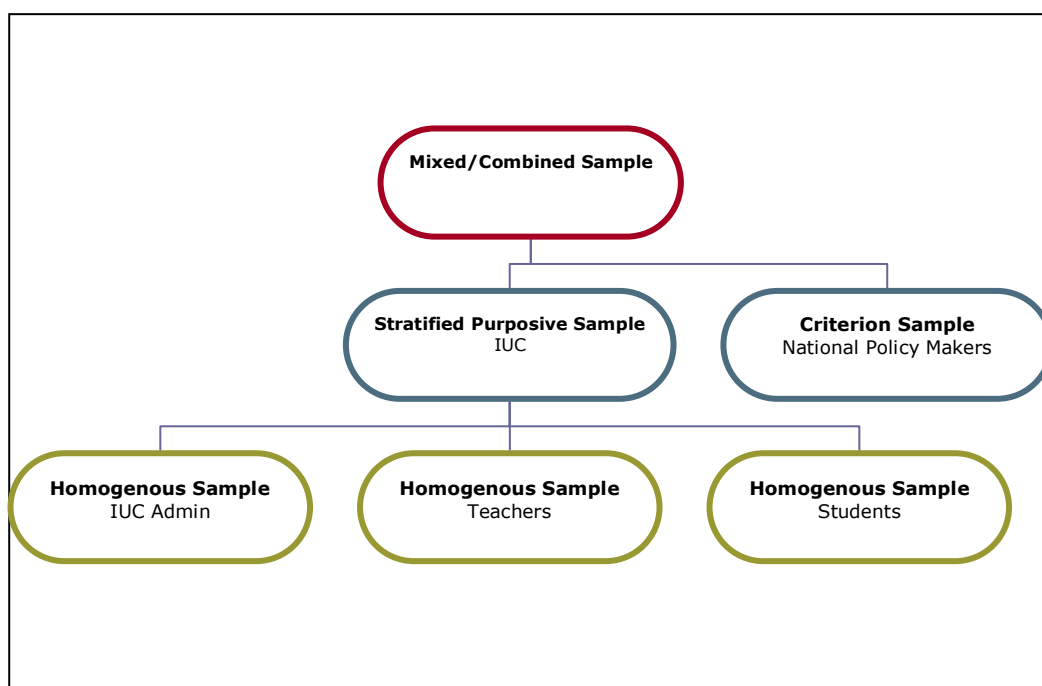 Mixed/Combined Sample
Stratified Purposive Sample
IUC
Criterion Sample
National Policy Makers
Homogenous Sample
IUC Admin
Homogenous Sample
Teachers
Homogenous Sample
Students